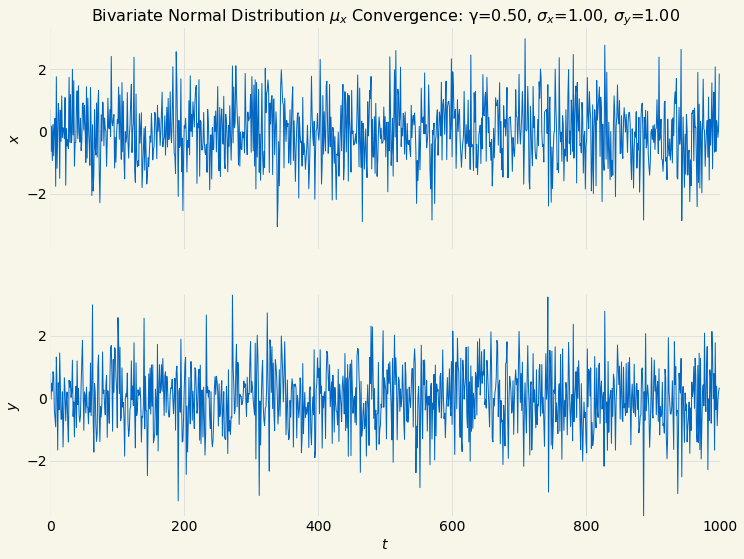 Bivariate Normal Distribution μₓ Convergence: γ=0.50, σₓ=1.00, σᵧ=1.00
2
0
−2
x
2
0
−2
y
0 200 400 600 800 1000
t